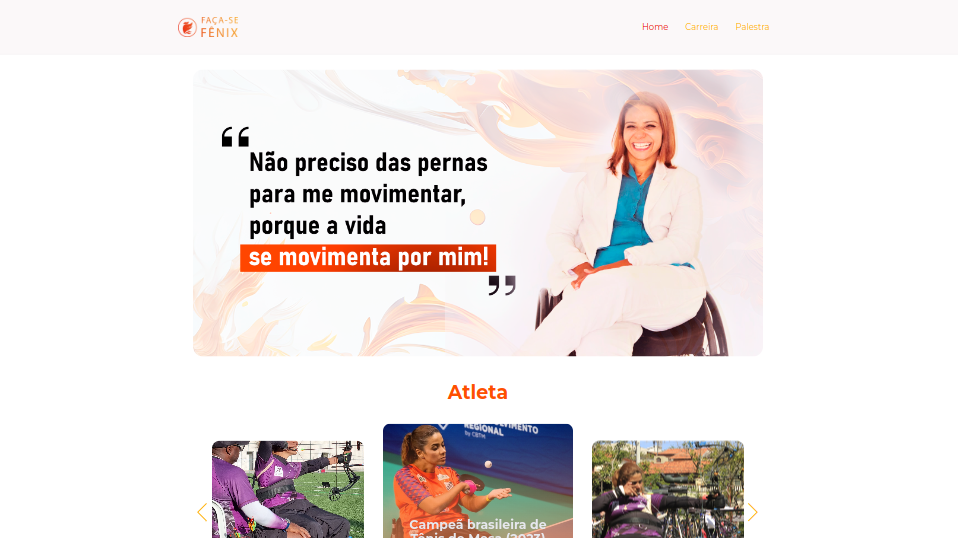 FAÇA-SE
FÊNIX
Home
Carreira
Palestra
“
Não preciso das pernas
para me movimentar,
porque a vida
se movimenta por mim!
”
Atleta
REGIONAL
by CBTM
Campeã brasileira de
Tênis de Mesa (2023)